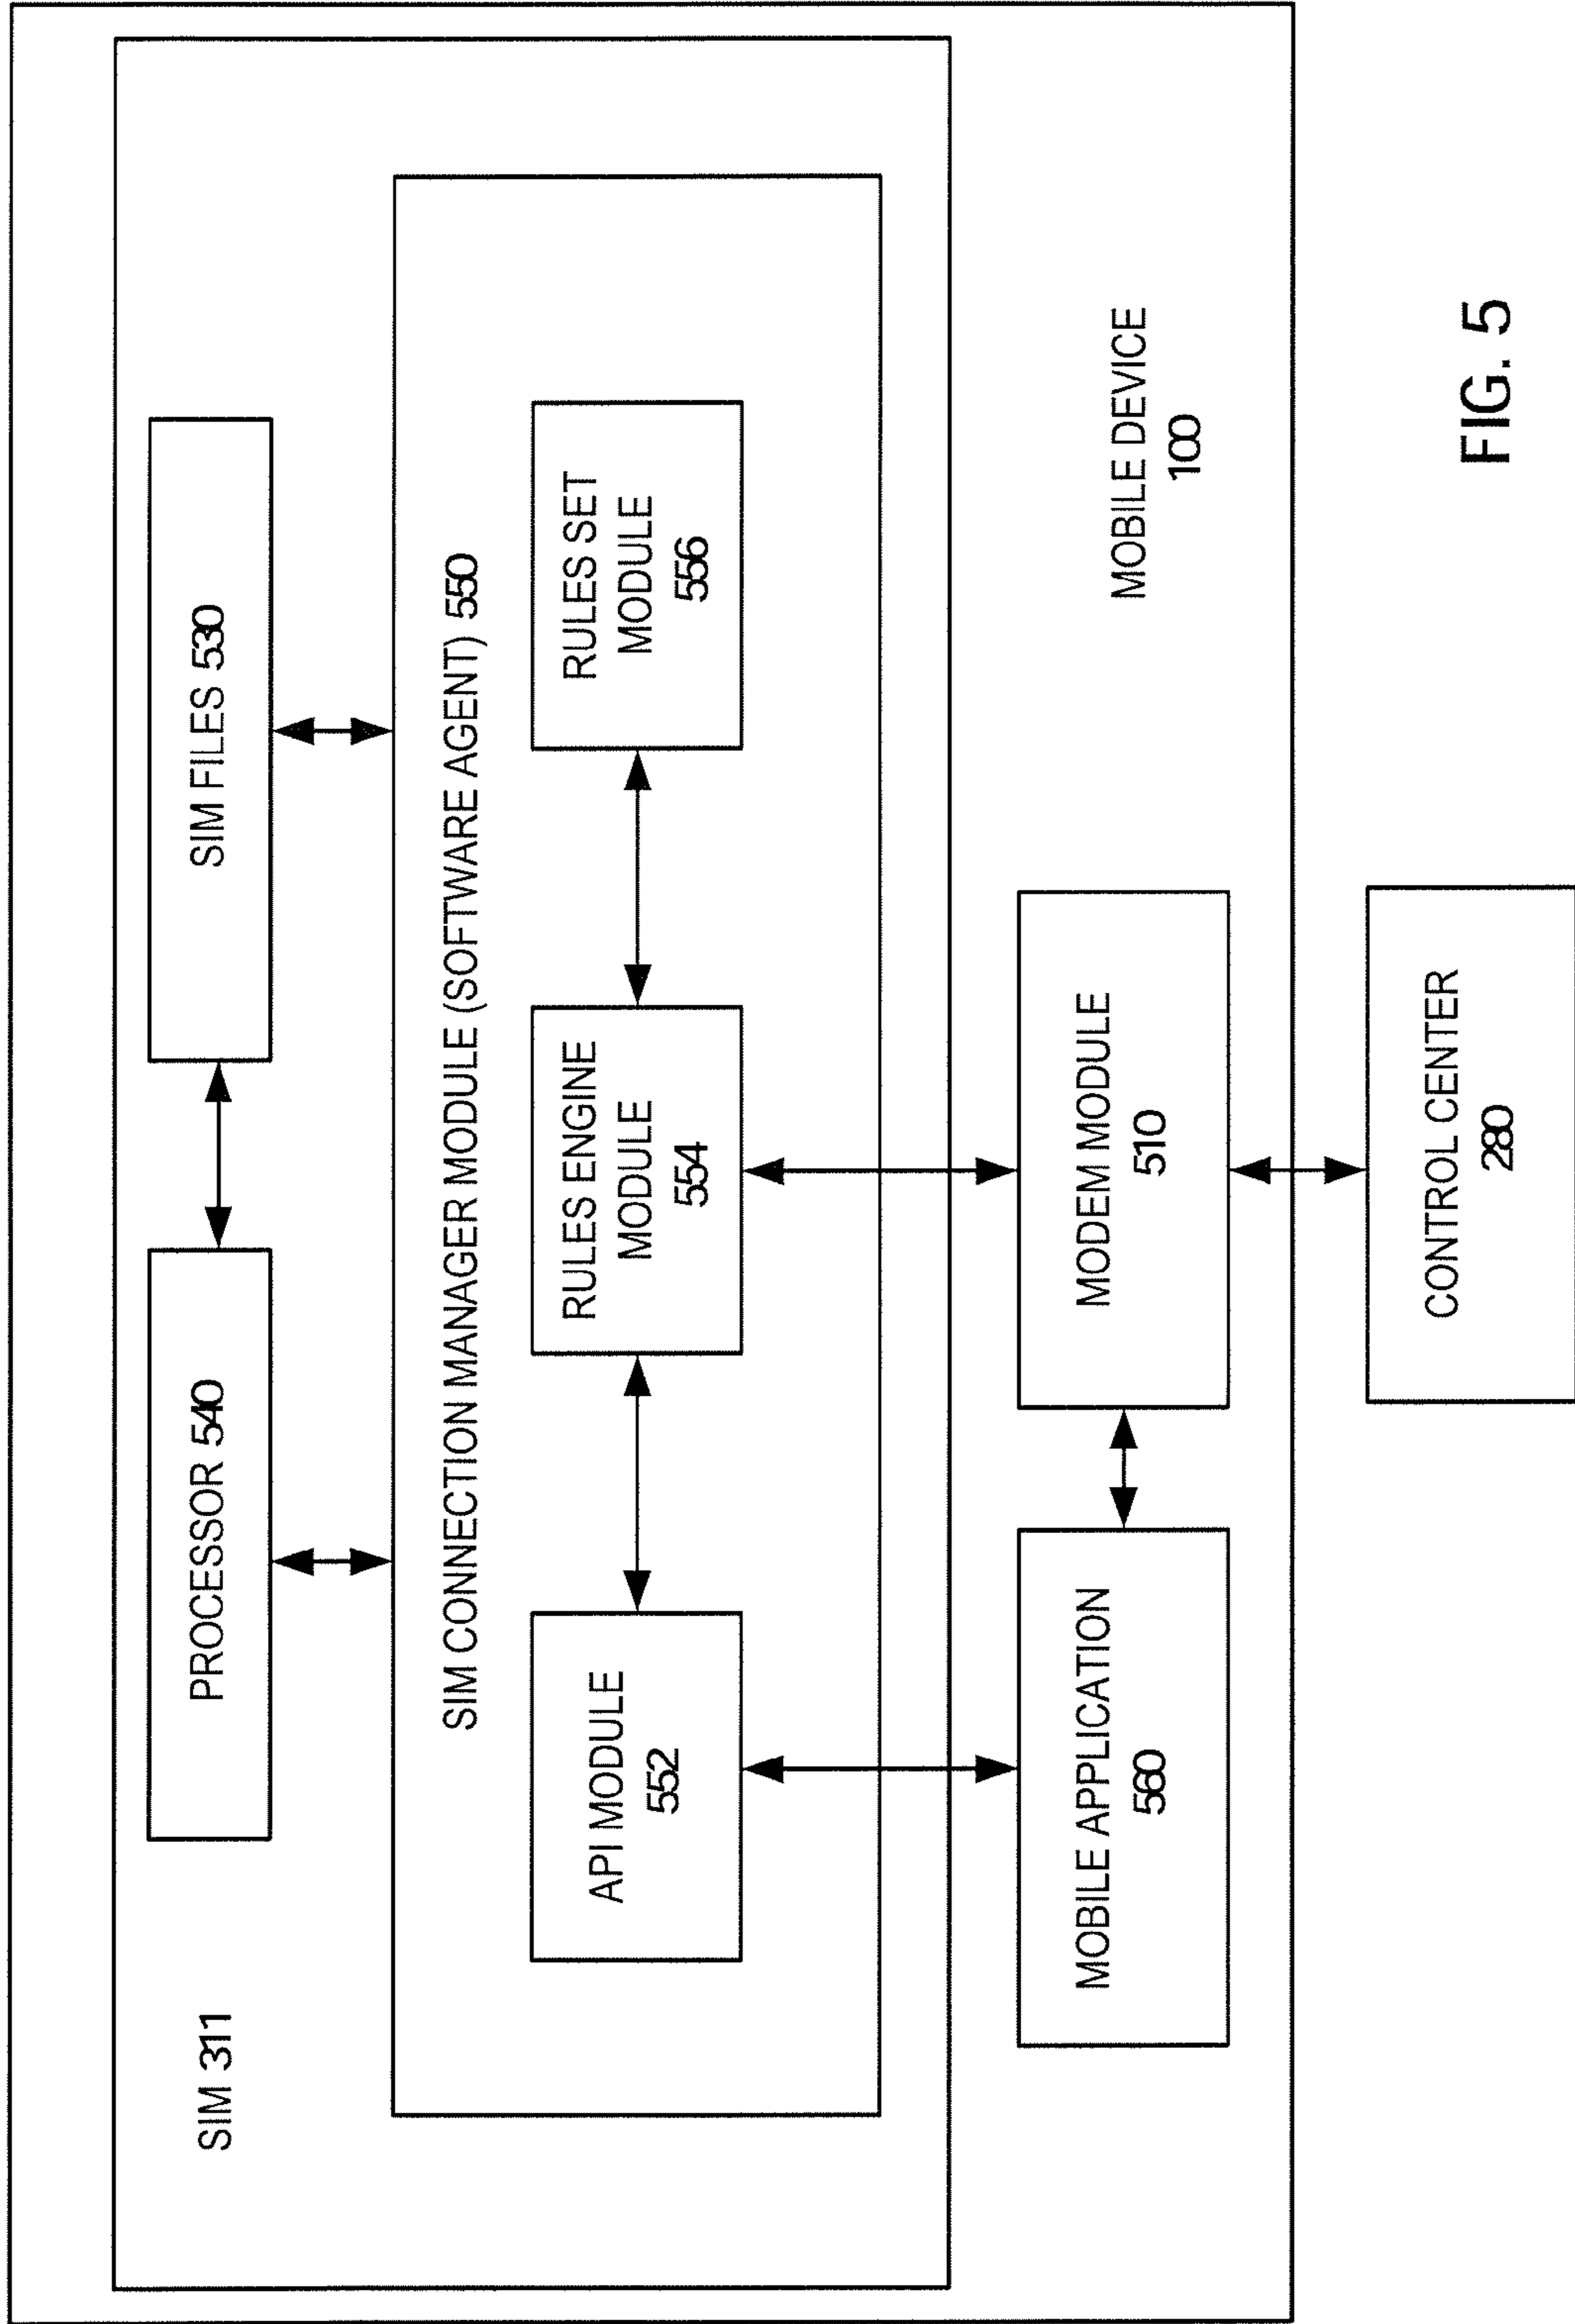 SIM 311
PROCESSOR 540
SIM FILES 530
SIM CONNECTION MANAGER MODULE (SOFTWARE AGENT) 550
API MODULE
552
RULES ENGINE
MODULE
554
RULES SET
MODULE
556
MOBILE APPLICATION
560
MODEM MODULE
510
MOBILE DEVICE
100
CONTROL CENTER
280
FIG. 5